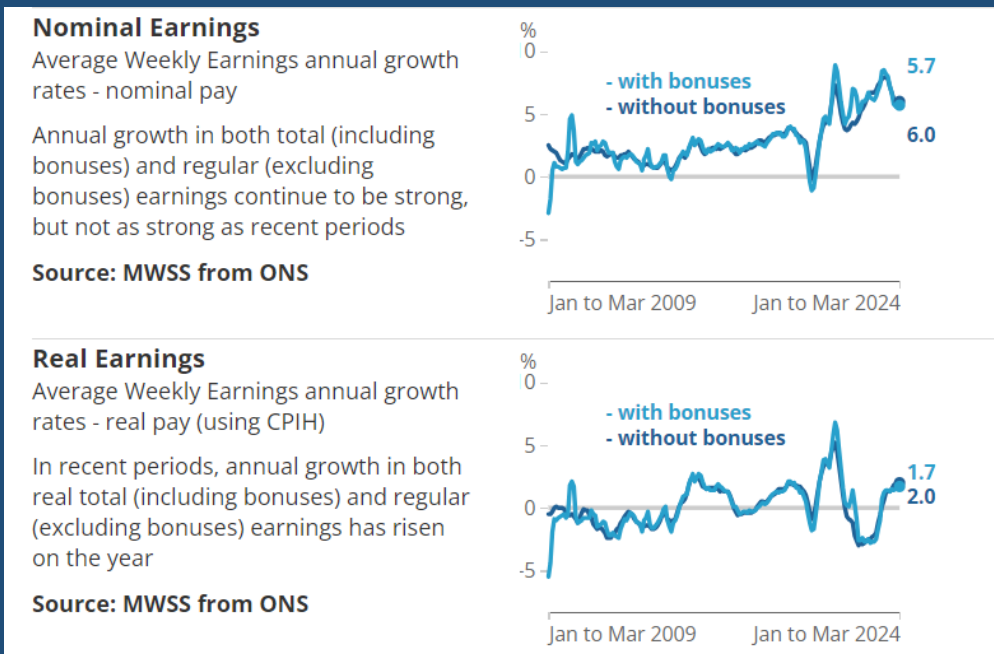 Nominal Earnings
Average Weekly Earnings annual growth
rates - nominal pay
Annual growth in both total (including
bonuses) and regular (excluding
bonuses) earnings continue to be strong,
but not as strong as recent periods
Source: MWSS from ONS
%
0
- with bonuses
- without bonuses
5
0
-5
5.7
6.0
Jan to Mar 2009
Jan to Mar 2024
Real Earnings
Average Weekly Earnings annual growth
rates - real pay (using CPIH)
In recent periods, annual growth in both
real total (including bonuses) and regular
(excluding bonuses) earnings has risen
on the year
Source: MWSS from ONS
%
0
- with bonuses
- without bonuses
5
0
-5
1.7
2.0
Jan to Mar 2009
Jan to Mar 2024